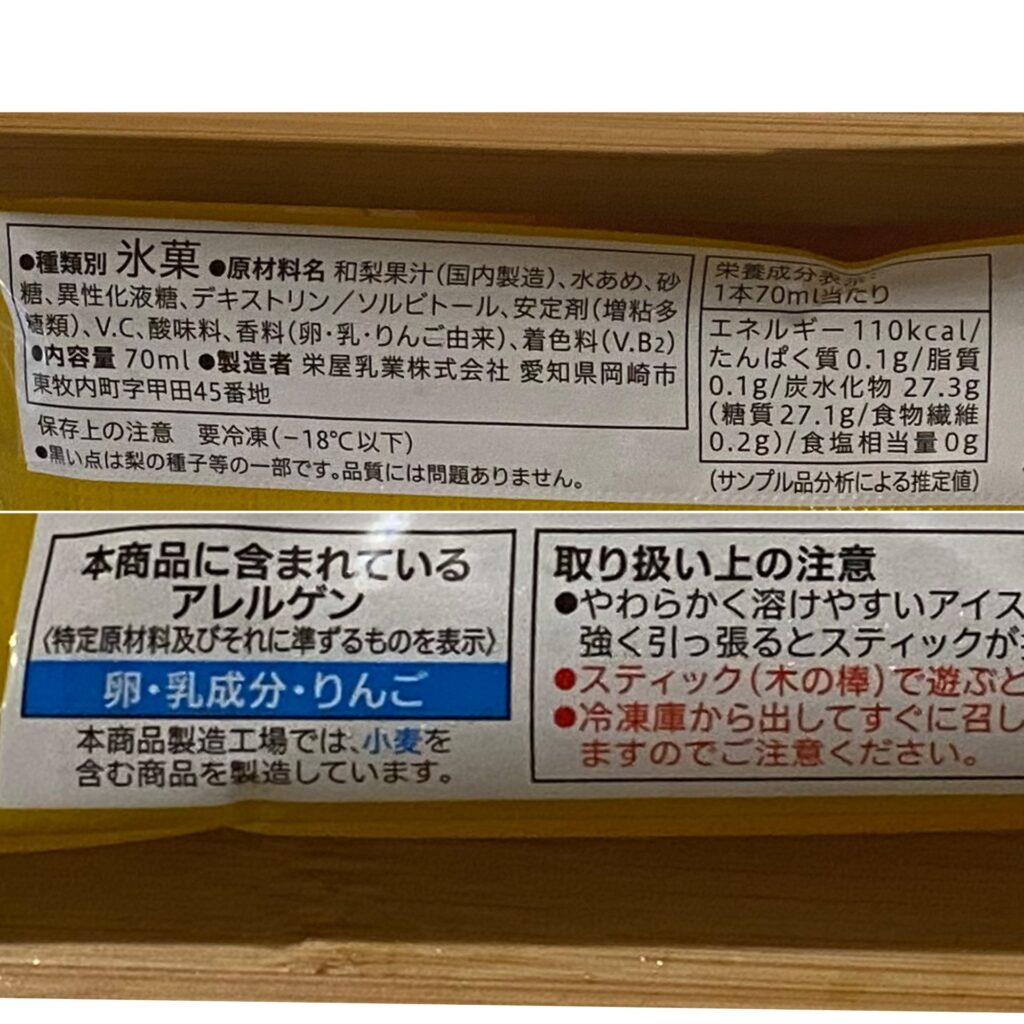 ●種類別 氷菓 ●原材料名 和梨果汁(国内製造)、水あめ、砂
糖、異性化液糖、デキストリン/ソルビトール、安定剤(増粘多
糖類)、V.C、酸味料、香料(卵・乳・りんご由来)、着色料(V.B2)
●内容量 70ml ●製造者 栄屋乳業株式会社 愛知県岡崎市
東牧内町字甲田45番地
保存上の注意 要冷凍(−18℃以下)
●黒い点は梨の種子等の一部です。品質には問題ありません。
栄養成分表示
1本70ml当たり
エネルギー110kcal/
たんぱく質0.1g/脂質
0.1g/炭水化物 27.3g
(糖質27.1g/食物繊維
0.2g)/食塩相当量0g
(サンプル品分析による推定値)
本商品に含まれている
アレルゲン
〈特定原材料及びそれに準ずるものを表示〉
卵・乳成分・りんご
本商品製造工場では、小麦を
含む商品を製造しています。
取り扱い上の注意
●やわらかく溶けやすいアイス
強く引っ張るとスティックが
●スティック(木の棒)で遊ぶと
●冷凍庫から出してすぐに召し
ますのでご注意ください。